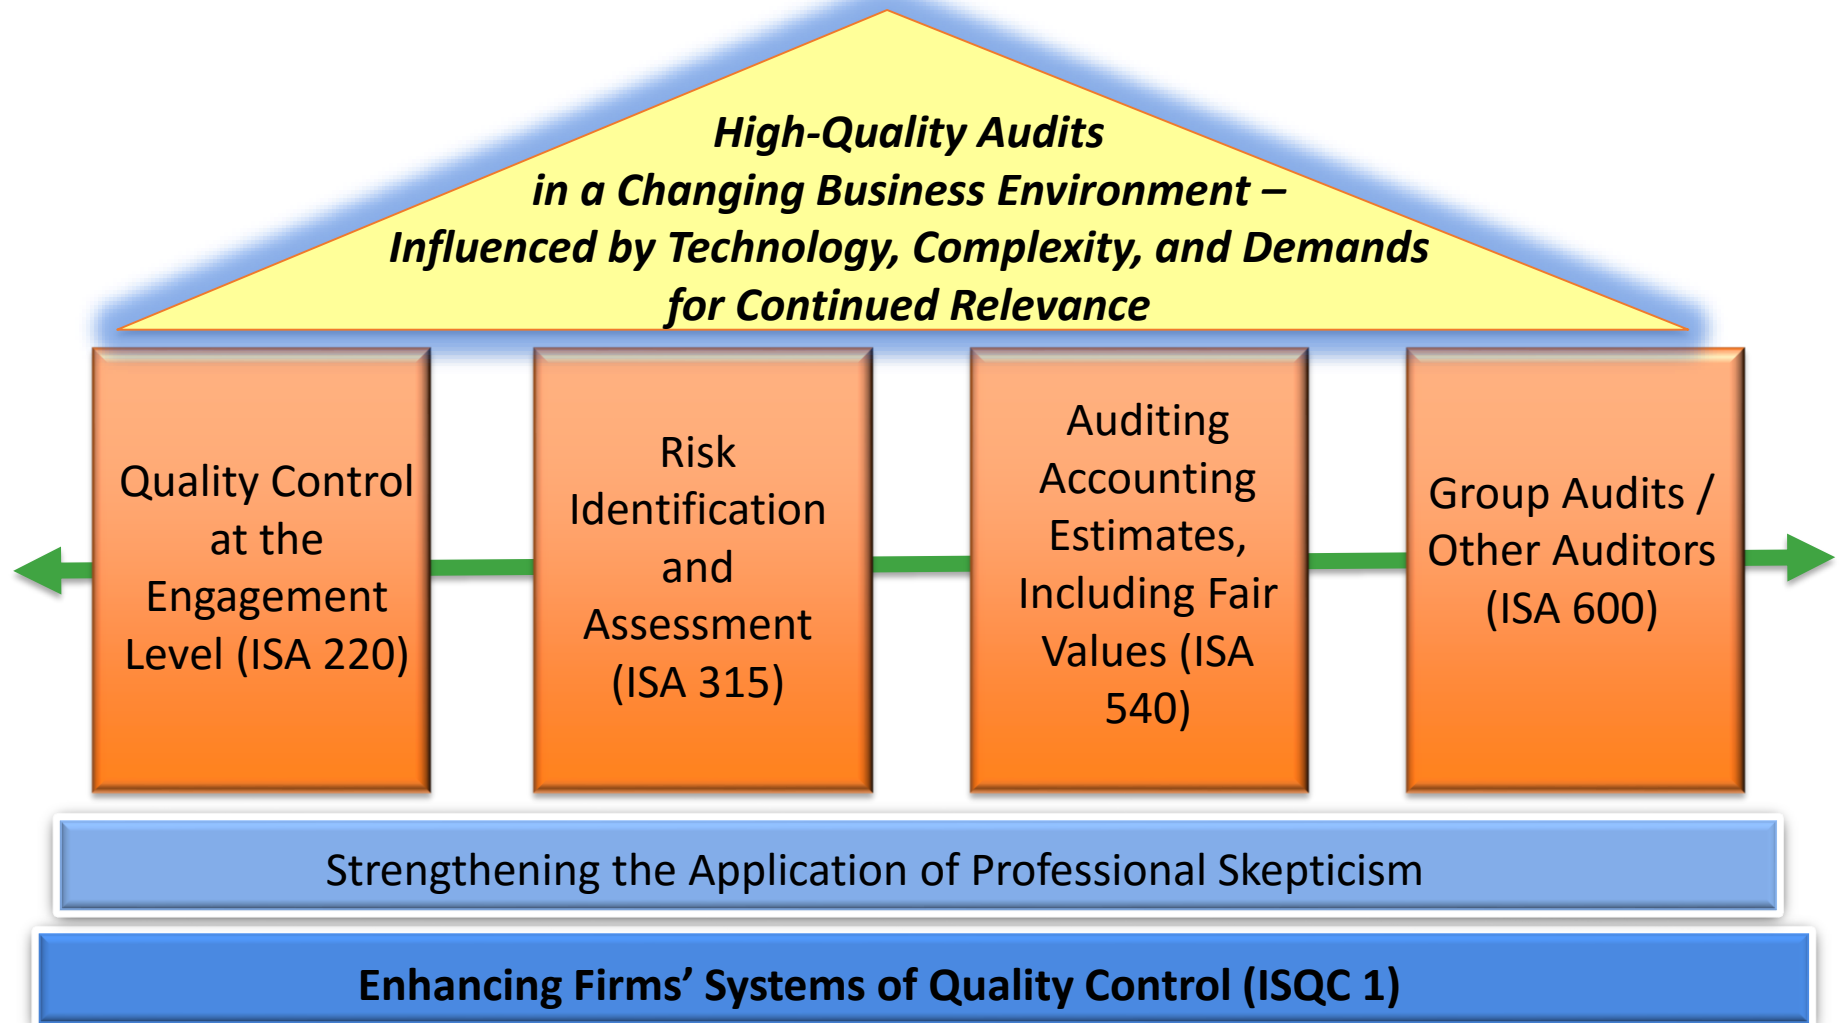 High-Quality Audits
in a Changing Business Environment –
Influenced by Technology, Complexity, and Demands
for Continued Relevance
Quality Control
at the
Engagement
Level (ISA 220)
Risk
Identification
and
Assessment
(ISA 315)
Auditing
Accounting
Estimates,
Including Fair
Values (ISA
540)
Group Audits /
Other Auditors
(ISA 600)
Strengthening the Application of Professional Skepticism
Enhancing Firms’ Systems of Quality Control (ISQC 1)